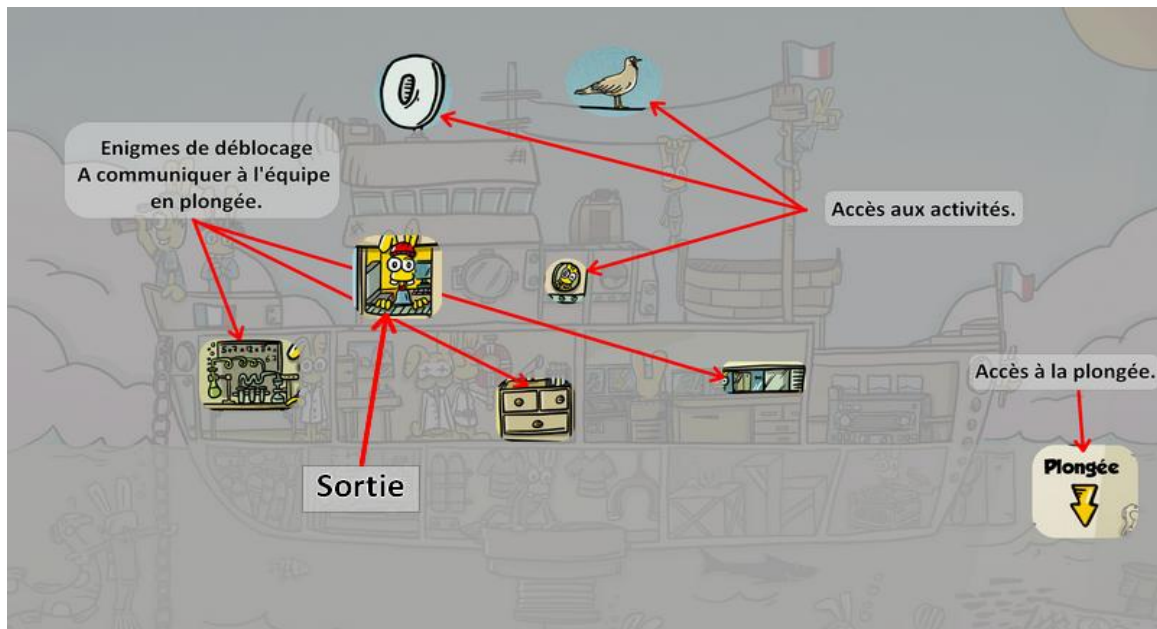 Enigmes de déblocage
A communiquer à l'équipe
en plongée.
Accès aux activités.
Accès à la plongée.
Plongée
Sortie